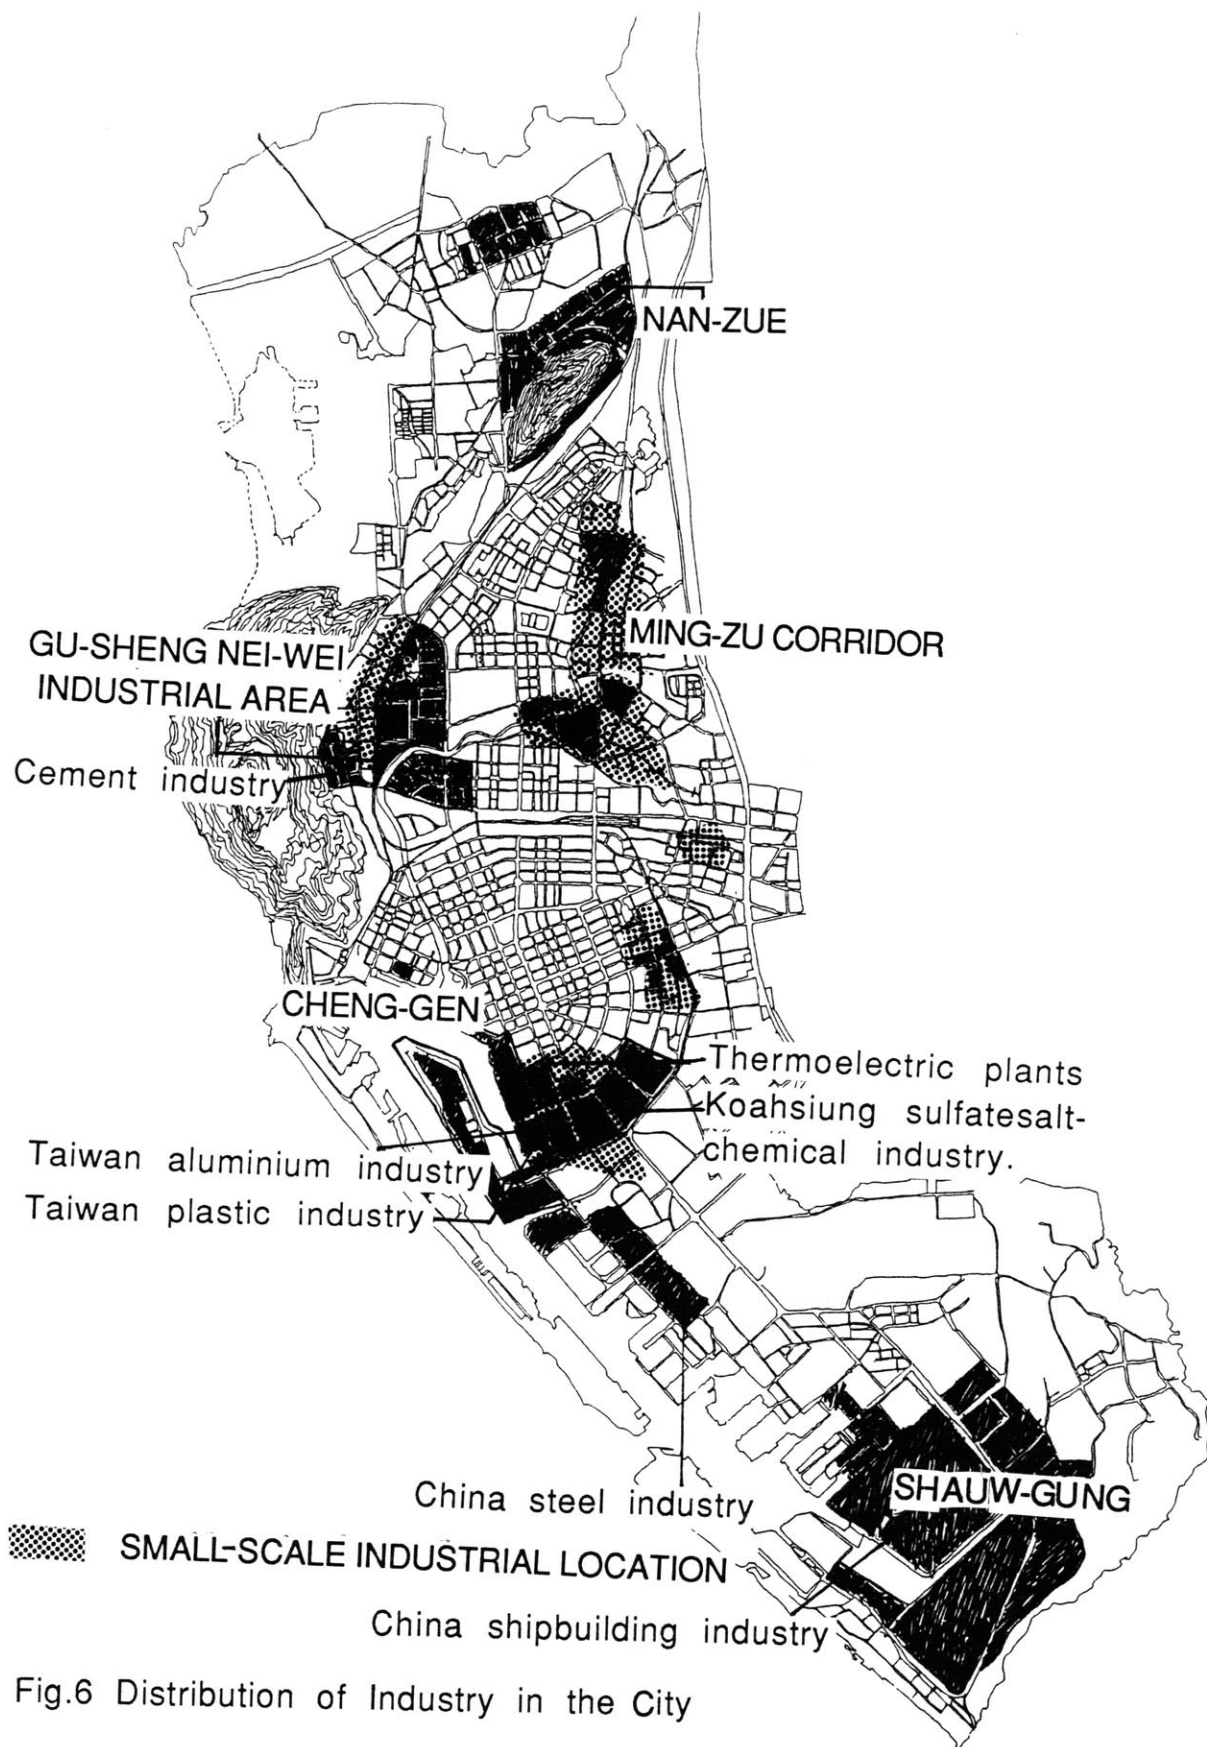 NAN-ZUE
MING-ZU CORRIDOR
GU-SHENG NEI-WEI
INDUSTRIAL AREA
Cement industry
CHENG-GEN
Thermoelectric plants
Koahsiung sulfatesalt-
chemical industry.
Taiwan aluminium industry
Taiwan plastic industry
China steel industry
SHAUW-GUNG
SMALL-SCALE INDUSTRIAL LOCATION
China shipbuilding industry
Fig.6 Distribution of Industry in the City